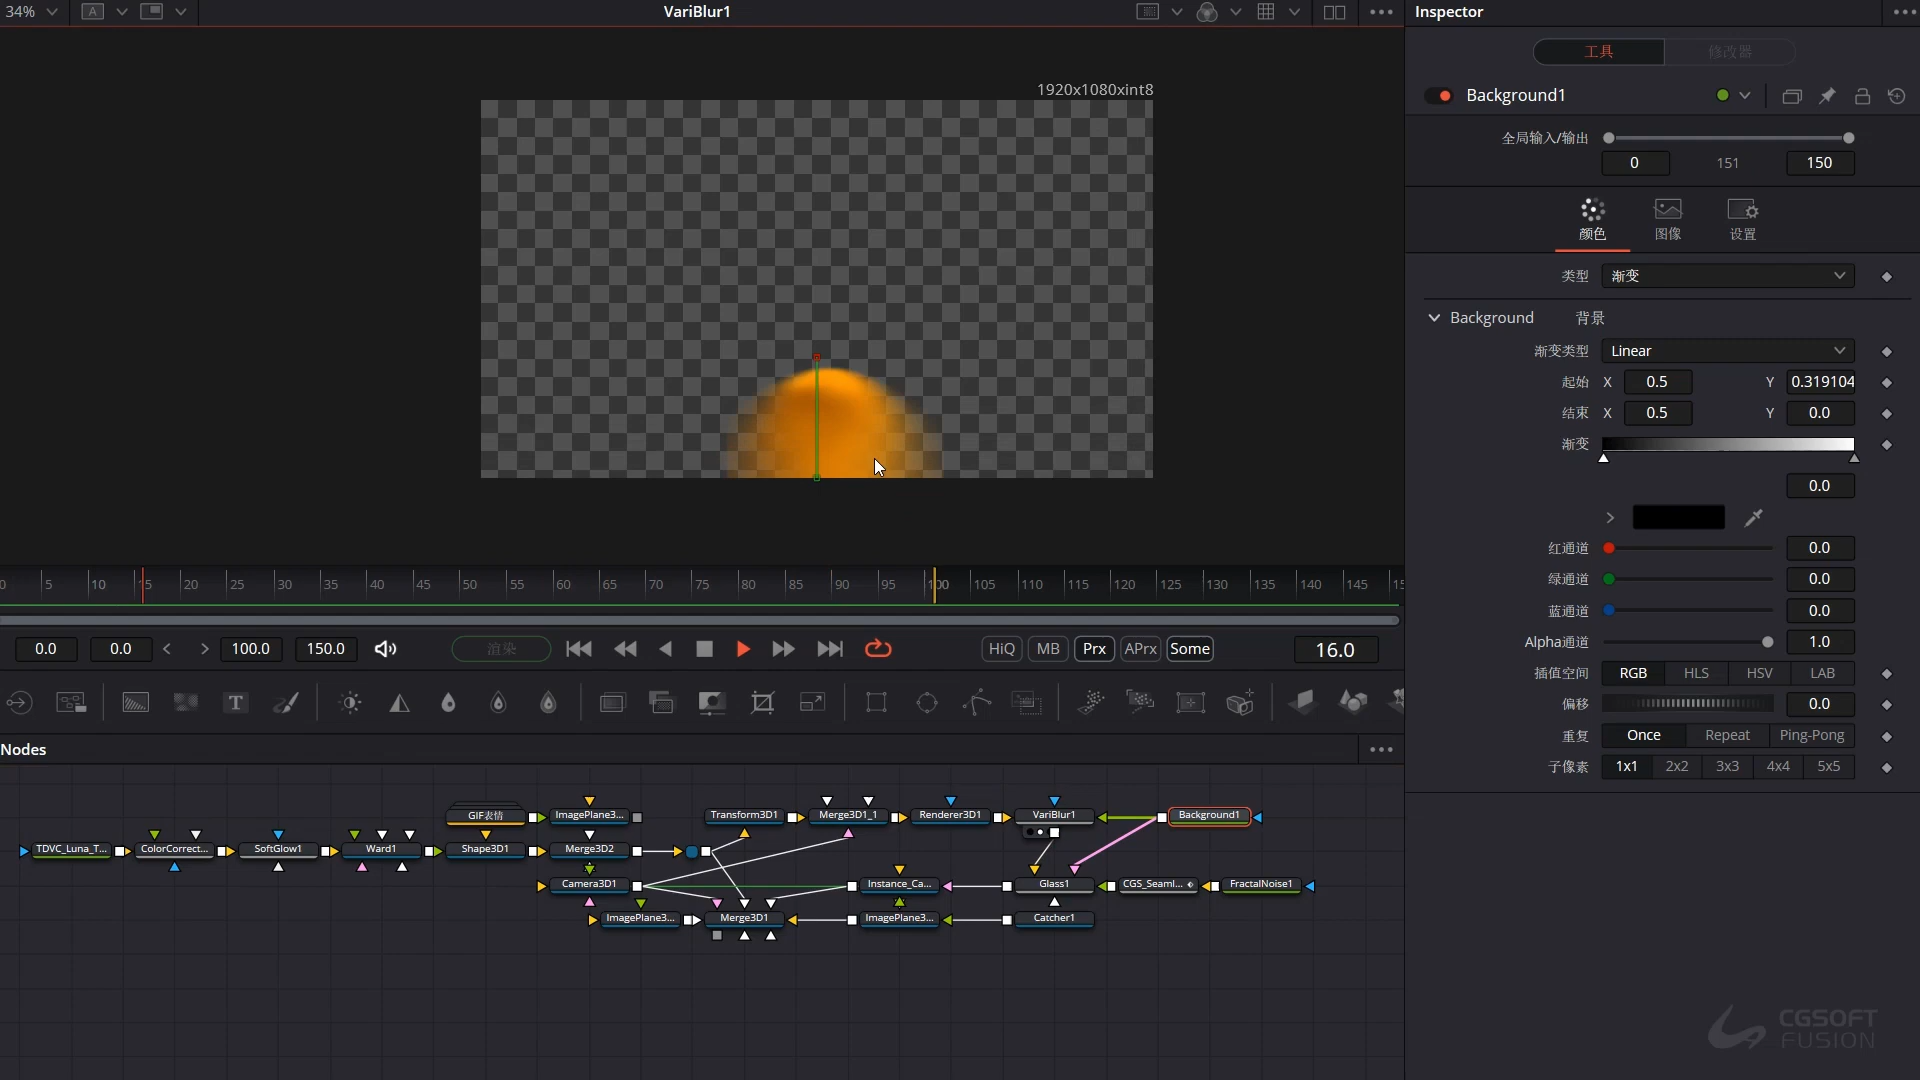 34%
A
VariBlur1
Inspector
工具
修改器
Background1
1920x1080xint8
全局输入/输出
0
151
150
颜色
图像
设置
类型
渐变
Background
背景
渐变类型
Linear
起始
X
0.5
Y
0.319104
结束
X
0.5
Y
0.0
渐变
0.0
红通道
0.0
绿通道
0.0
蓝通道
0.0
Alpha通道
1.0
插值空间
RGB
HLS
HSV
LAB
偏移
0.0
重复
Once
Repeat
Ping-Pong
子像素
1x1
2x2
3x3
4x4
5x5
0 5 10 15 20 25 30 35 40 45 50 55 60 65 70 75 80 85 90 95 100 105 110 115 120 125 130 135 140 145 15
0.0
0.0
100.0
150.0
渲染
HiQ
MB
Prx
APrx
Some
16.0
T
Nodes
GIF表情
ImagePlane3...
Transform3D1
Merge3D1_1
Renderer3D1
VariBlur1
Background1
TDVC_Luna_T...
ColorCorrect...
SoftGlow1
Ward1
Shape3D1
Merge3D2
Camera3D1
Instance_Ca...
Glass1
CGS_Seaml...
FractalNoise1
ImagePlane3...
Merge3D1
ImagePlane3...
Catcher1
CGSOFT
FUSION